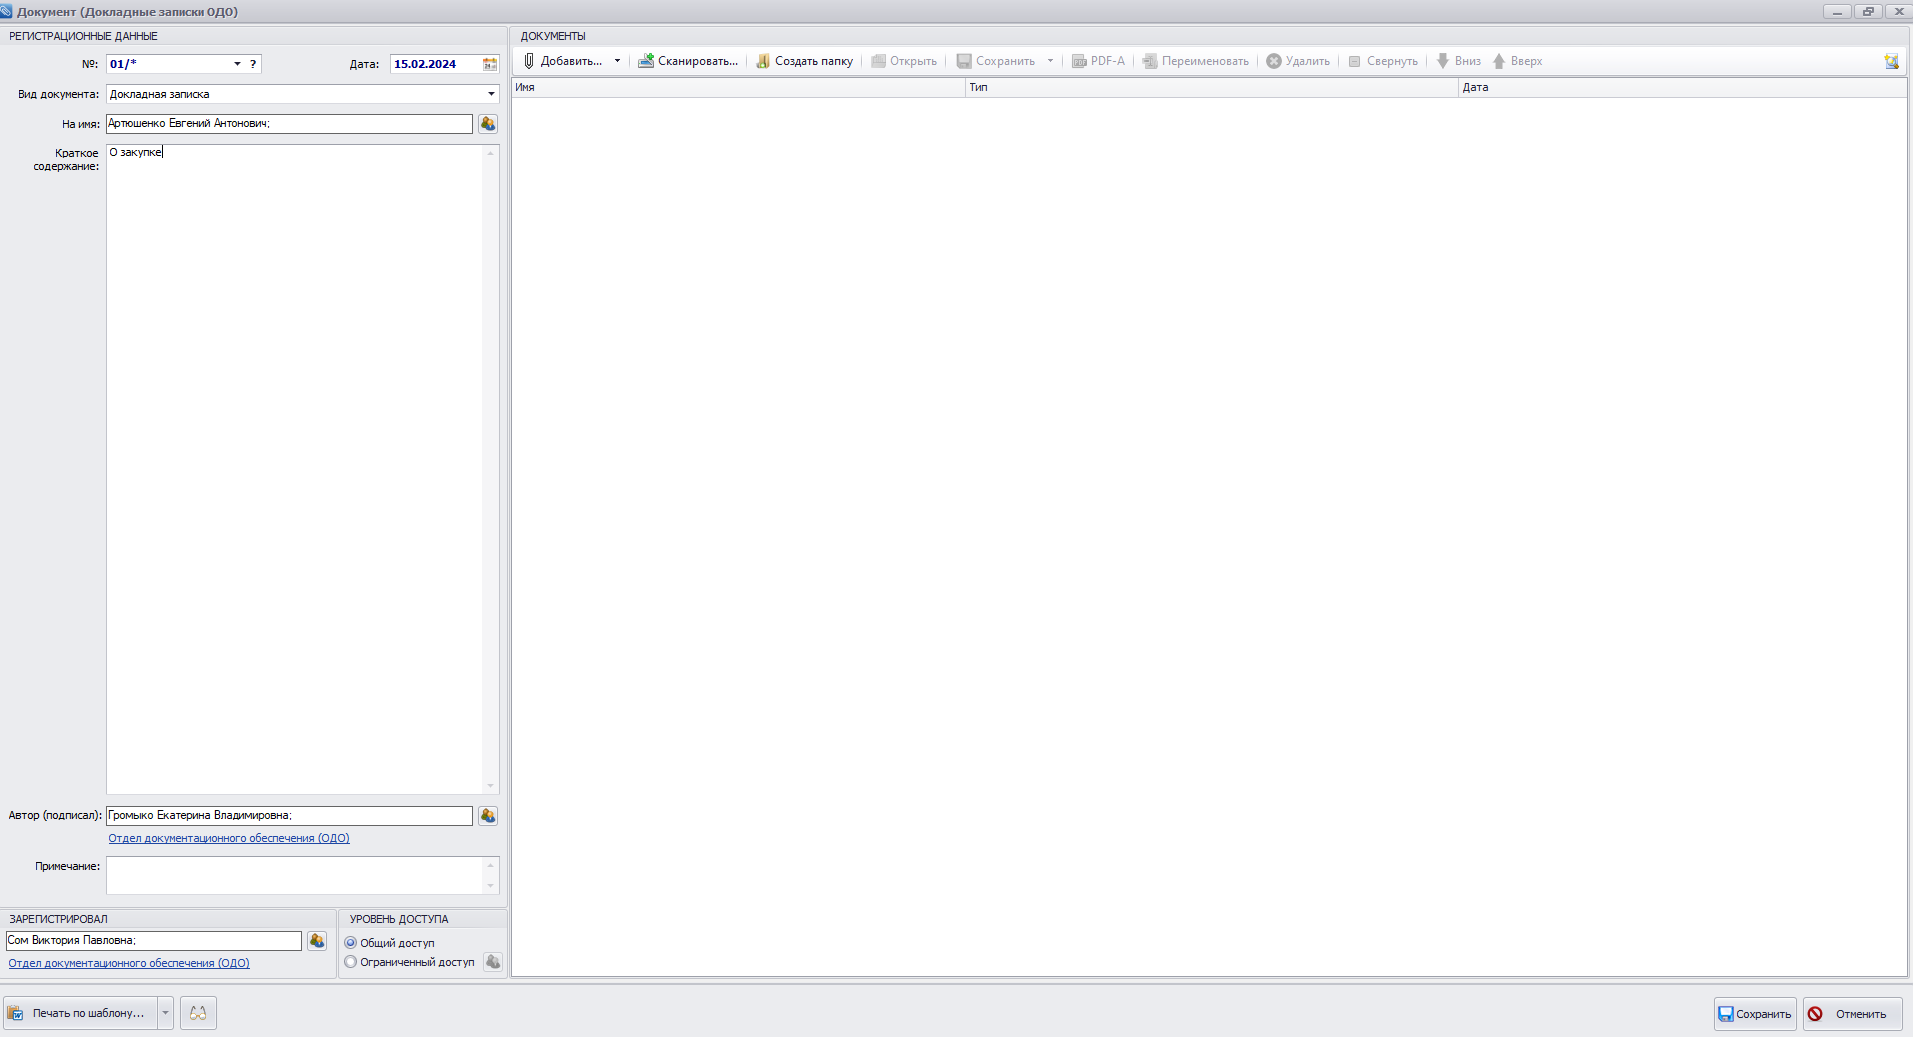 Документ (Докладные записки ОДО)
РЕГИСТРАЦИОННЫЕ ДАННЫЕ
№: 01/* ? Дата: 15.02.2024
Вид документа: Докладная записка
На имя: Артюшенко Евгений Антонович;
Краткое содержание: О закупке
Автор (подписал): Громыко Екатерина Владимировна;
Отдел документационного обеспечения (ОДО)
Примечание:
ЗАРЕГИСТРИРОВАЛ
Сом Виктория Павловна;
Отдел документационного обеспечения (ОДО)
УРОВЕНЬ ДОСТУПА
Общий доступ
Ограниченный доступ
ДОКУМЕНТЫ
Добавить... Сканировать... Создать папку Открыть Сохранить PDF-A Переименовать Удалить Свернуть Вниз Вверх
Имя Тип Дата
Печать по шаблону... Сохранить Отменить